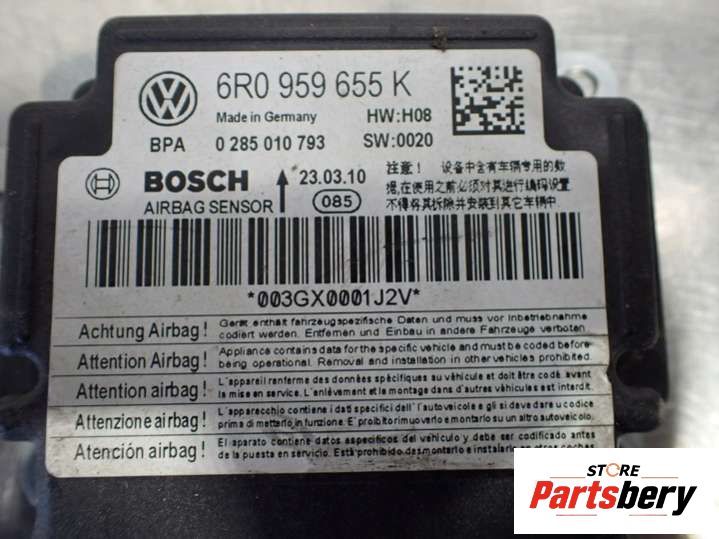 6R0 959 655 K
Made in Germany HW:H08
BPA 0 285 010 793 SW:0020
BOSCH 23.03.10
AIRBAG SENSOR 085
注意! 设备中含有车辆专用的数
据,在使用之前必须对其进行编码设置
不得将其拆除并安装到其它车辆中
*003GX0001J2V*
Achtung Airbag! Gerät enthält fahrzeugspezifische Daten und muss vor Inbetriebnahme
codiert werden. Entfernen und Einbau in andere Fahrzeuge verboten.
Attention Airbag! Appliance contains data for the specific vehicle and must be coded before
being operational. Removal and installation in other vehicles prohibited.
Attention airbag! L'appareil renferme des données spécifiques au véhicule et doit être codé avant
la mise en service. L'enlèvement et le montage dans d'autres véhicules est interdit.
Attenzione airbag! L'apparecchio contiene i dati specifici dell'autoveicolo e gli si deve dare u codice
prima di metterlo in funzione. E' proibito rimuoverlo e montarlo su un altro autoveicolo.
Atención airbag! El aparato contiene datos específicos del vehículo y debe ser codificado antes
de la puesta en servicio. Está prohibido desmontarlo e instalarlo en otros vehículos
STORE
Partsbery